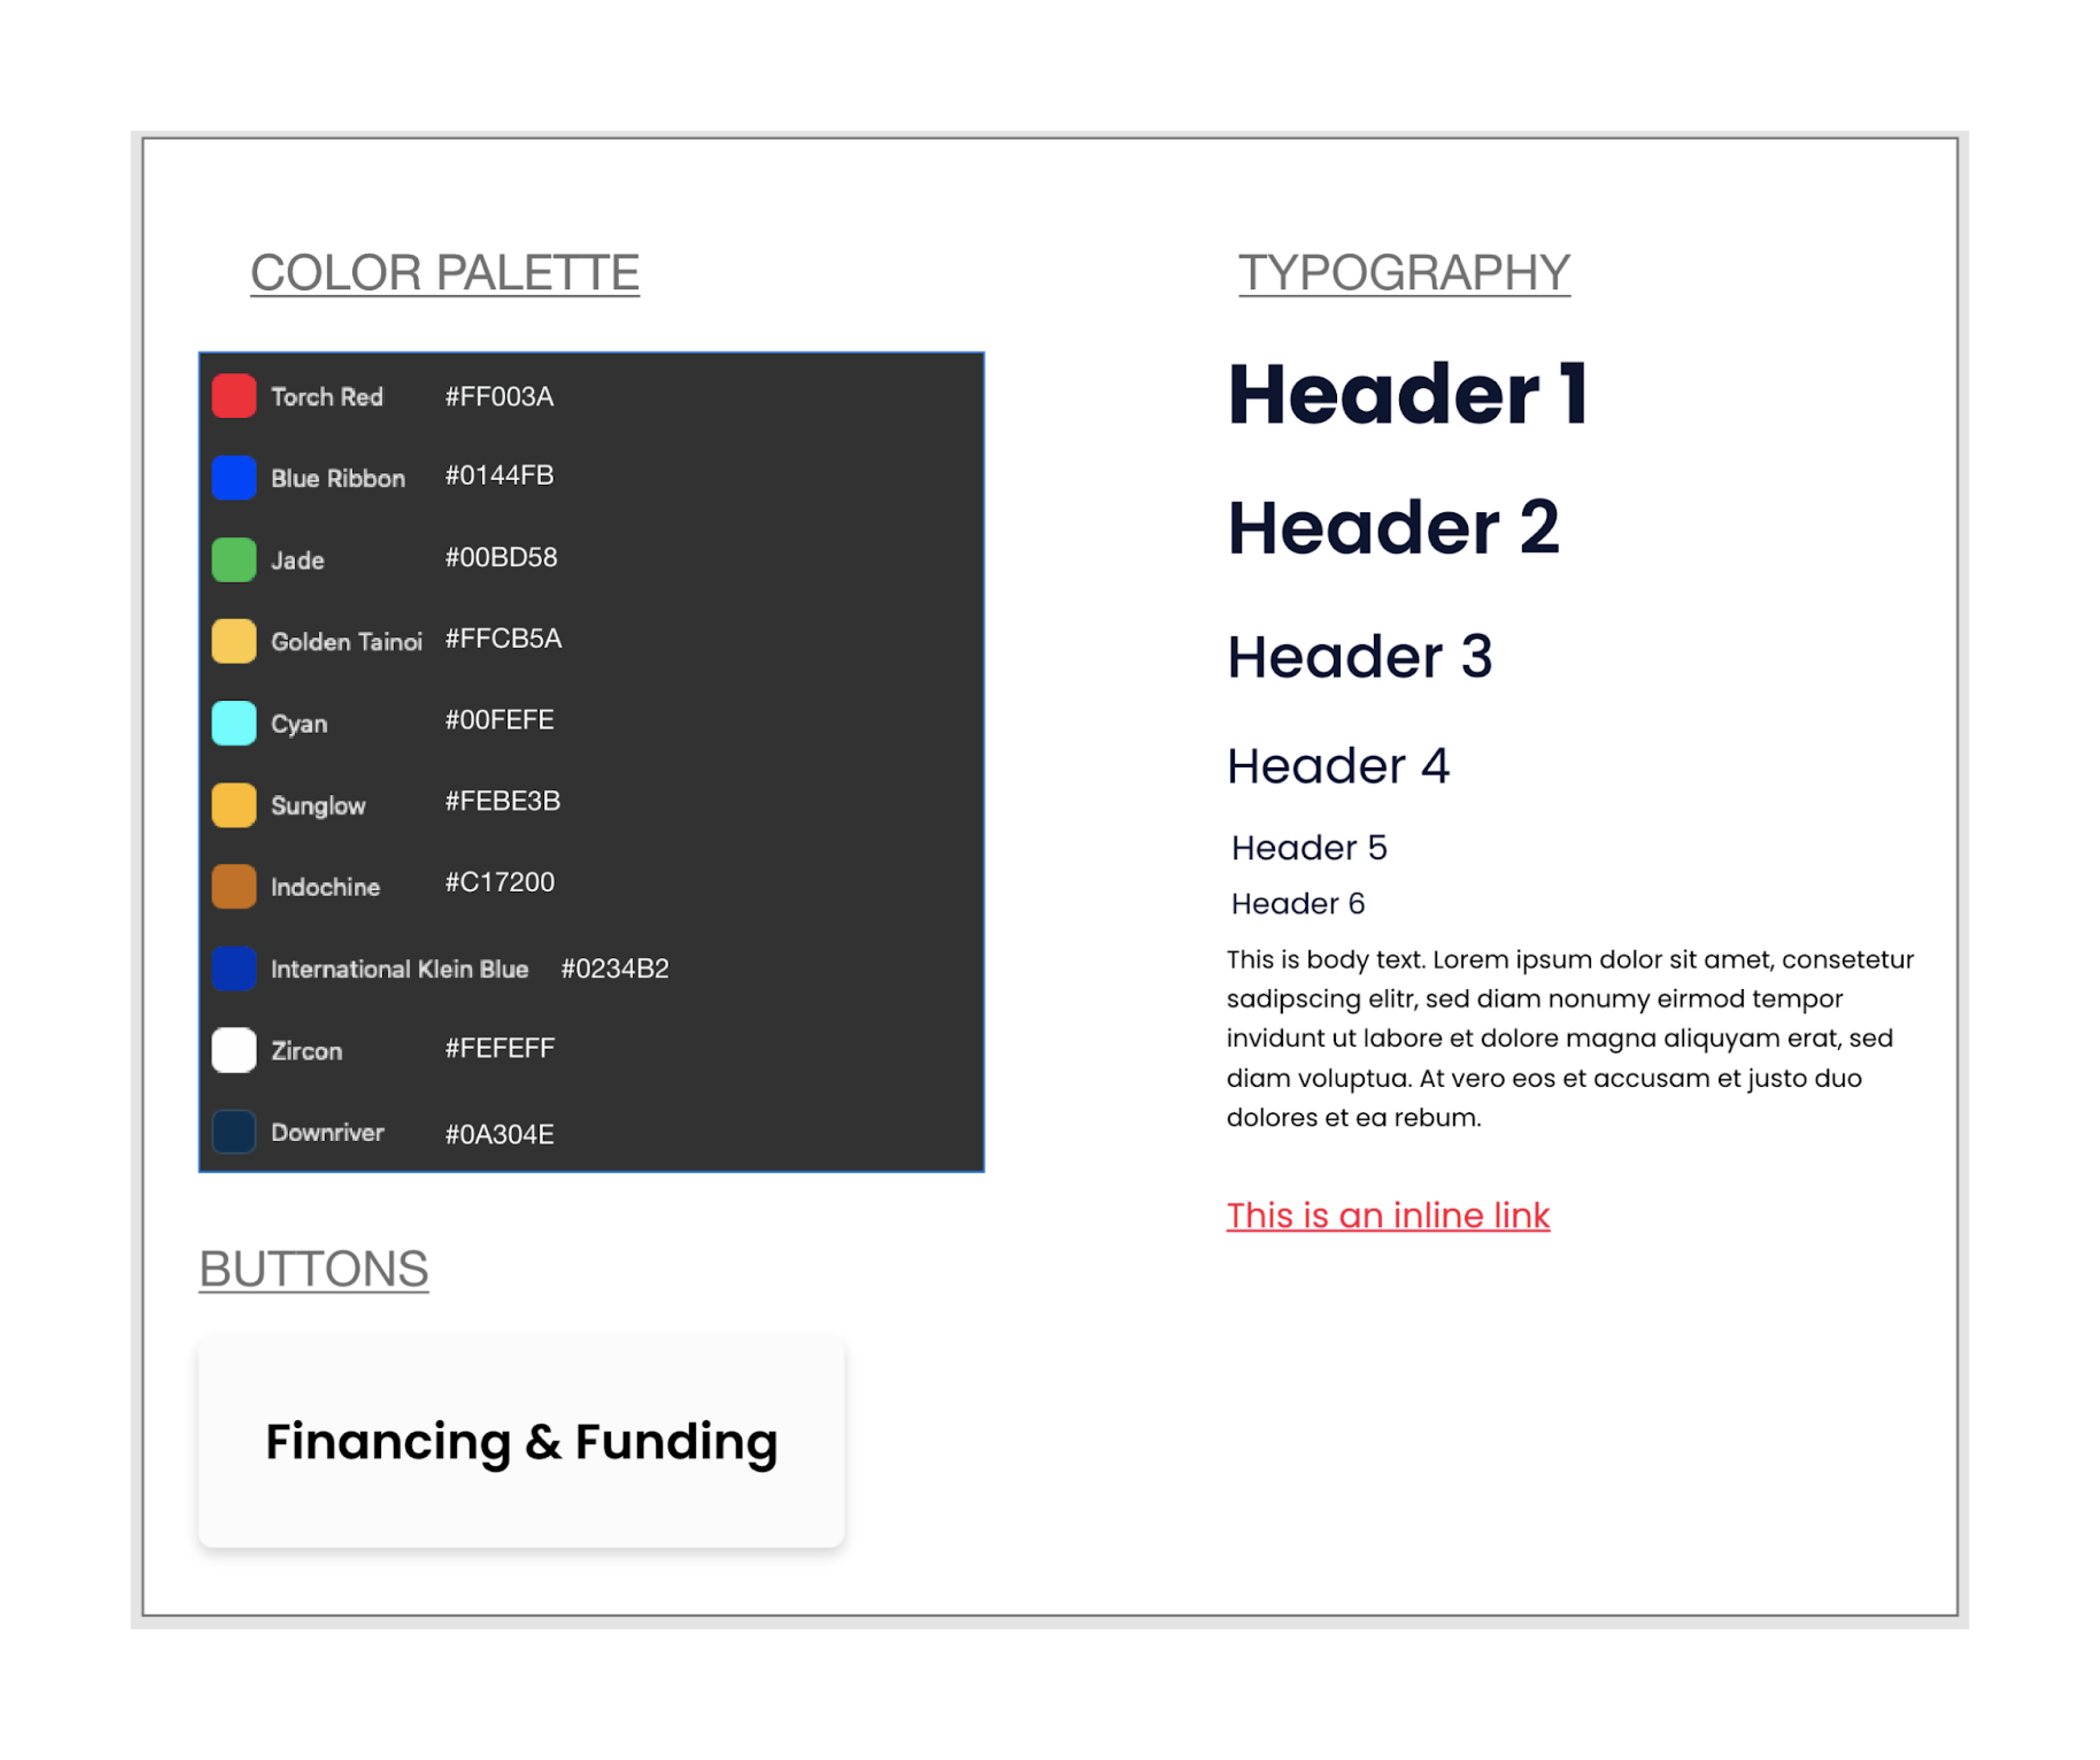 COLOR PALETTE
Torch Red #FF003A
Blue Ribbon #0144FB
Jade #00BD58
Golden Tainoi #FFCB5A
Cyan #00FEFE
Sunglow #FEBE3B
Indochine #C17200
International Klein Blue #0234B2
Zircon #FEFEFF
Downriver #0A304E
BUTTONS
Financing & Funding
TYPOGRAPHY
Header 1
Header 2
Header 3
Header 4
Header 5
Header 6
This is body text. Lorem ipsum dolor sit amet, consetetur
sadipscing elitr, sed diam nonumy eirmod tempor
invidunt ut labore et dolore magna aliquyam erat, sed
diam voluptua. At vero eos et accusam et justo duo
dolores et ea rebum.
This is an inline link